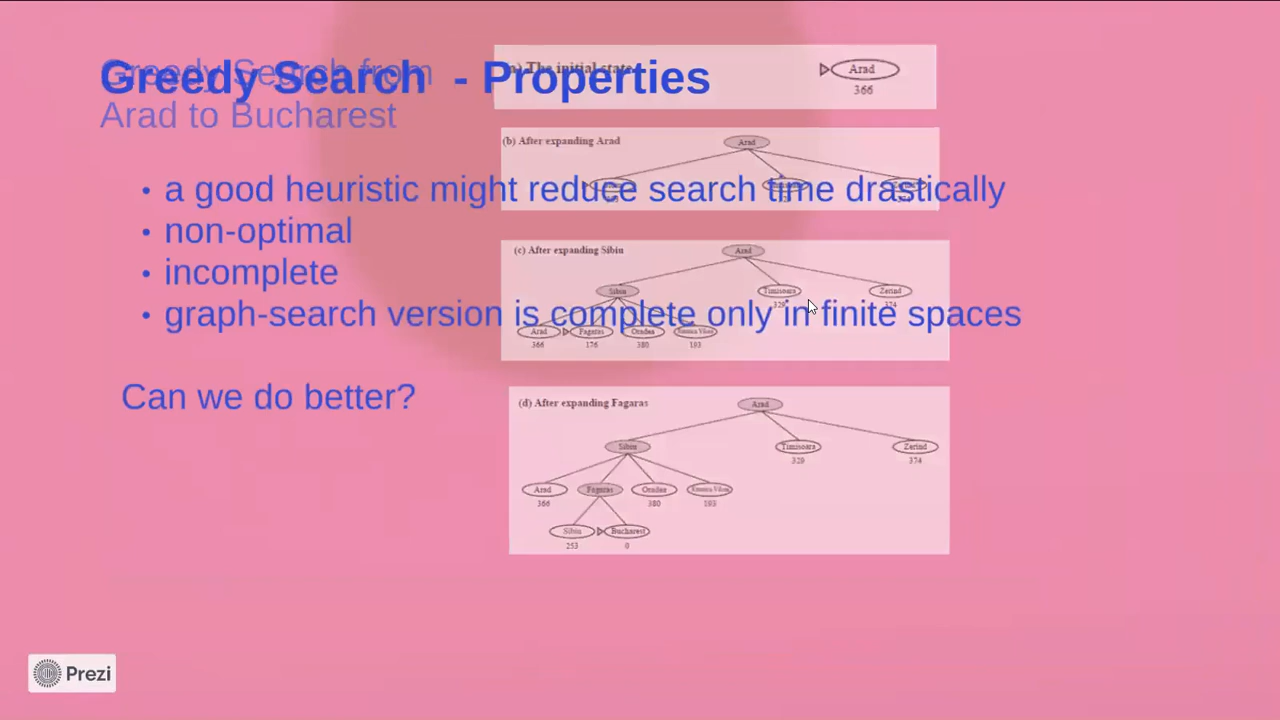 Greedy Search - Properties
Greedy Search from
Arad to Bucharest
a good heuristic might reduce search time drastically
non-optimal
incomplete
graph-search version is complete only in finite spaces
Can we do better?
(a) The initial state
Arad
366
(b) After expanding Arad
Arad
(c) After expanding Sibiu
Arad
Sibiu Timisoara Zerind
329 374
Arad Fagaras Oradea Rimnicu Vilcea
366 176 380 193
(d) After expanding Fagaras
Arad
Sibiu Timisoara Zerind
329 374
Arad Fagaras Oradea Rimnicu Vilcea
366 380 193
Sibiu Bucharest
253 0
Prezi